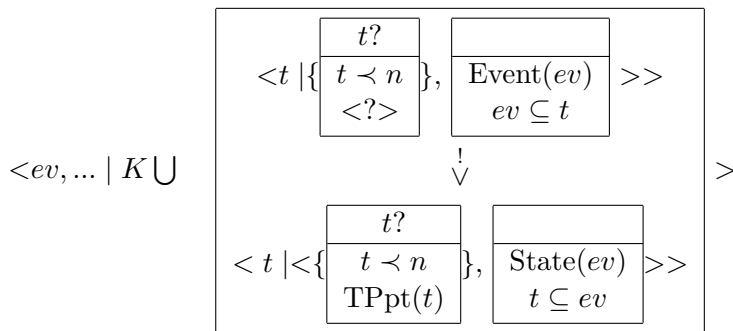 t?
<t |{ t ≺ n }, Event(ev) >>
<?> ev ⊆ t
<ev, ... | K ⋃ ! ∨ >
t?
< t |<{ t ≺ n }, State(ev) >>
TPpt(t) t ⊆ ev